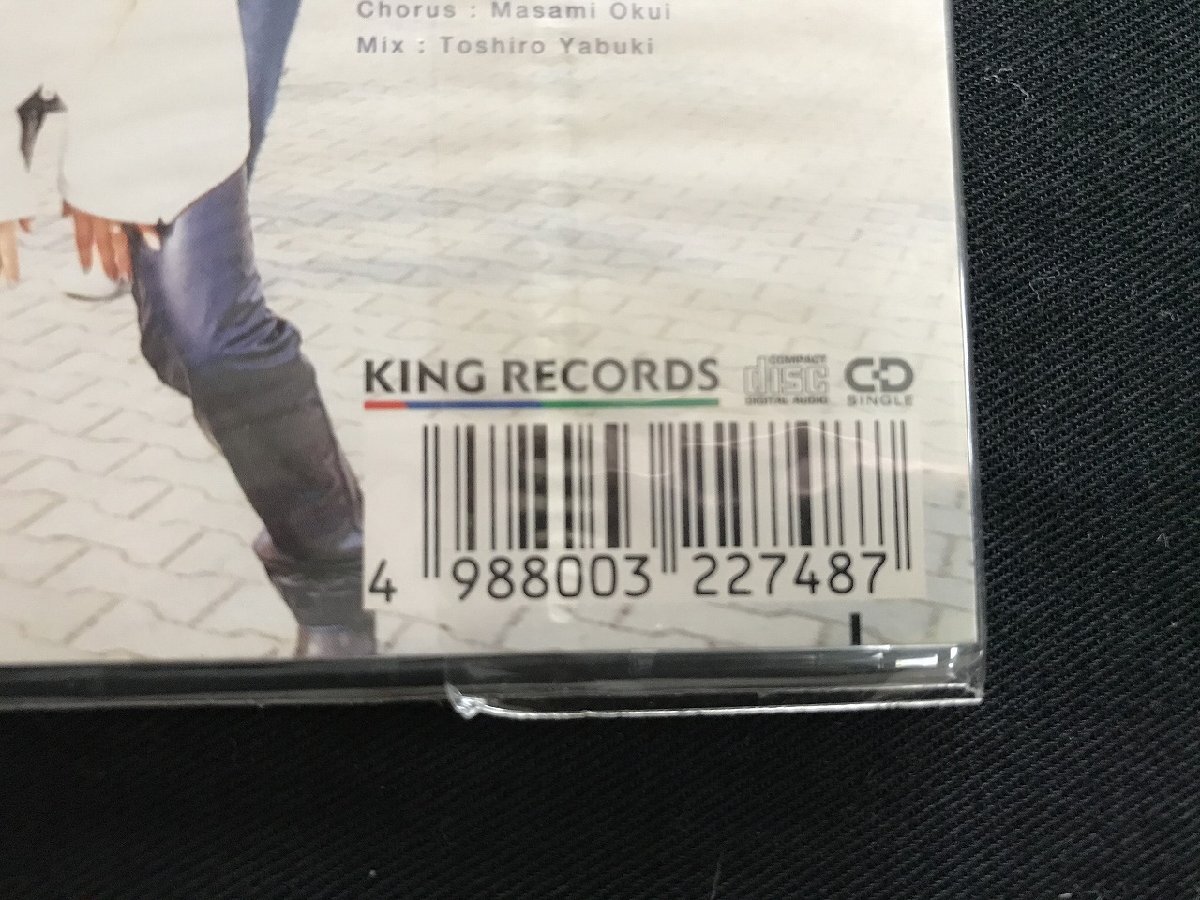 Chorus : Masami Okui
Mix : Toshiro Yabuki
KING RECORDS
COMPACT
disc
DIGITAL AUDIO
CD
SINGLE
4 988003 227487